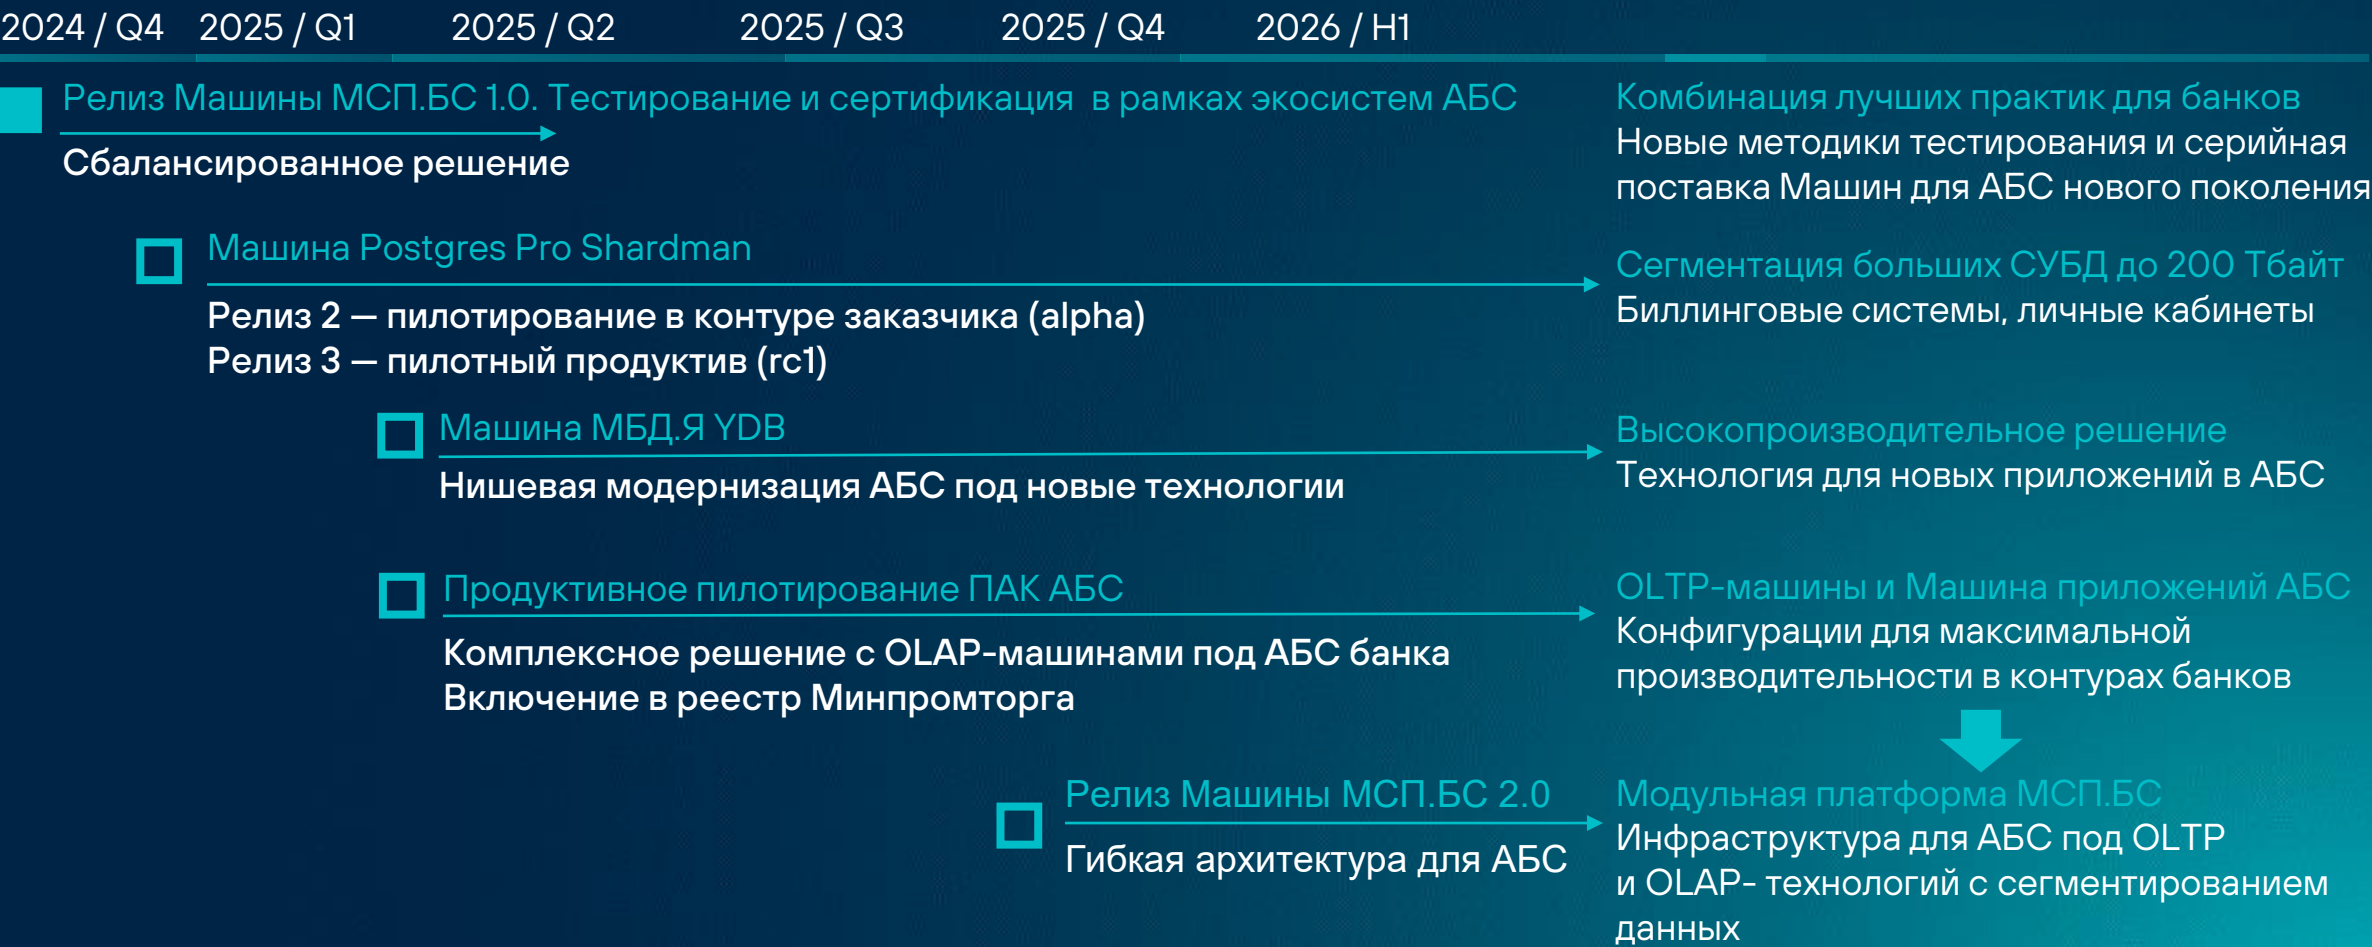 2024 / Q4 2025 / Q1 2025 / Q2 2025 / Q3 2025 / Q4 2026 / H1
Релиз Машины МСП.БС 1.0. Тестирование и сертификация в рамках экосистем АБС
Сбалансированное решение
Комбинация лучших практик для банков
Новые методики тестирования и серийная
поставка Машин для АБС нового поколения
Машина Postgres Pro Shardman
Релиз 2 — пилотирование в контуре заказчика (alpha)
Релиз 3 — пилотный продуктив (rc1)
Сегментация больших СУБД до 200 Тбайт
Биллинговые системы, личные кабинеты
Машина МБД.Я YDB
Нишевая модернизация АБС под новые технологии
Высокопроизводительное решение
Технология для новых приложений в АБС
Продуктивное пилотирование ПАК АБС
Комплексное решение с OLAP-машинами под АБС банка
Включение в реестр Минпромторга
OLTP-машины и Машина приложений АБС
Конфигурации для максимальной
производительности в контурах банков
Релиз Машины МСП.БС 2.0
Гибкая архитектура для АБС
Модульная платформа МСП.БС
Инфраструктура для АБС под OLTP
и OLAP- технологий с сегментированием
данных